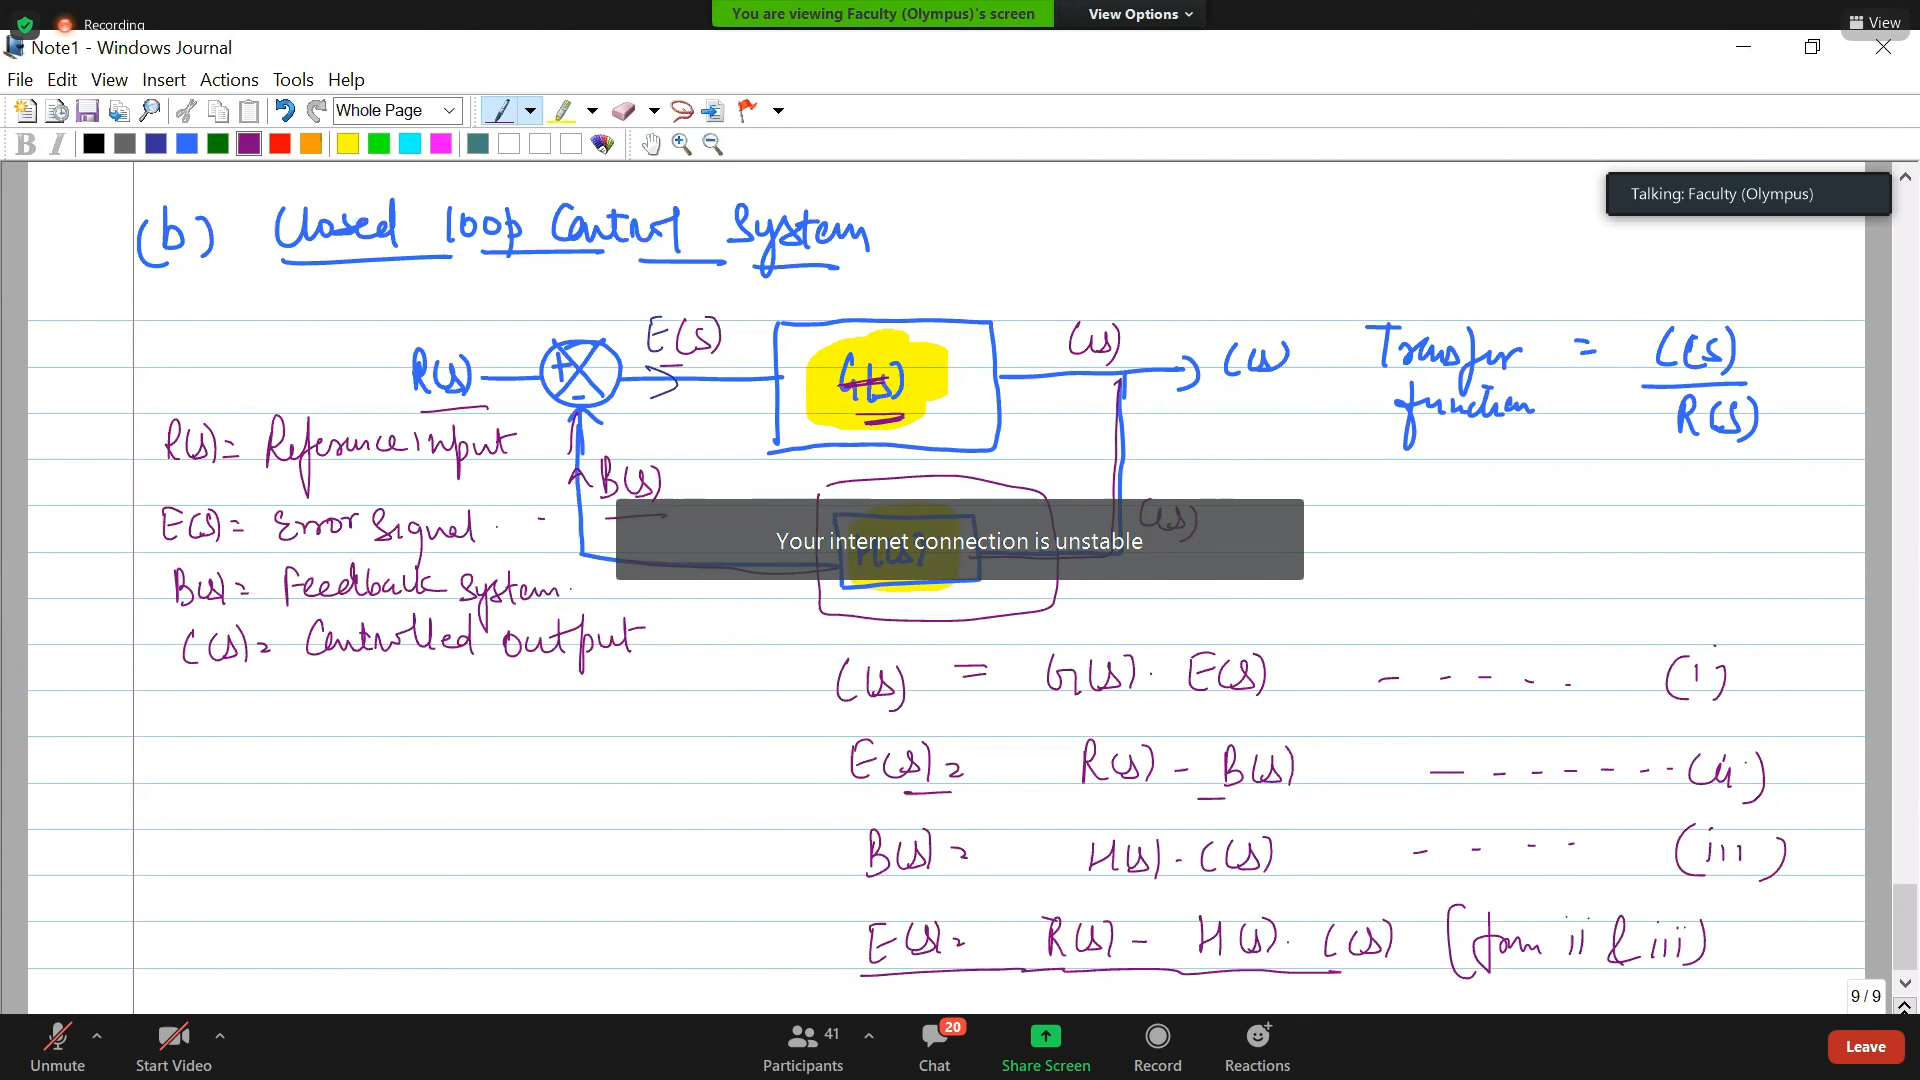 Recording
You are viewing Faculty (Olympus)'s screen
View Options
View
Note1 - Windows Journal
File Edit View Insert Actions Tools Help
Whole Page
B I
Talking: Faculty (Olympus)
(b) Closed loop Control System
R(s) + - E(s) G(s) C(s) C(s) Transfer function = C(s) / R(s)
R(s) = Reference input
B(s)
E(s) = Error Signal.
C(s)
H(s)
Your internet connection is unstable
B(s) = Feedback system.
C(s) = Controlled output
C(s) = G(s). E(s) - - - - - (i)
E(s) = R(s) - B(s) - - - - - - - (ii)
B(s) = H(s). C(s) - - - - (iii)
E(s) = R(s) - H(s). C(s) (from ii & iii)
9 / 9
Unmute
Start Video
41
Participants
20
Chat
Share Screen
Record
Reactions
Leave